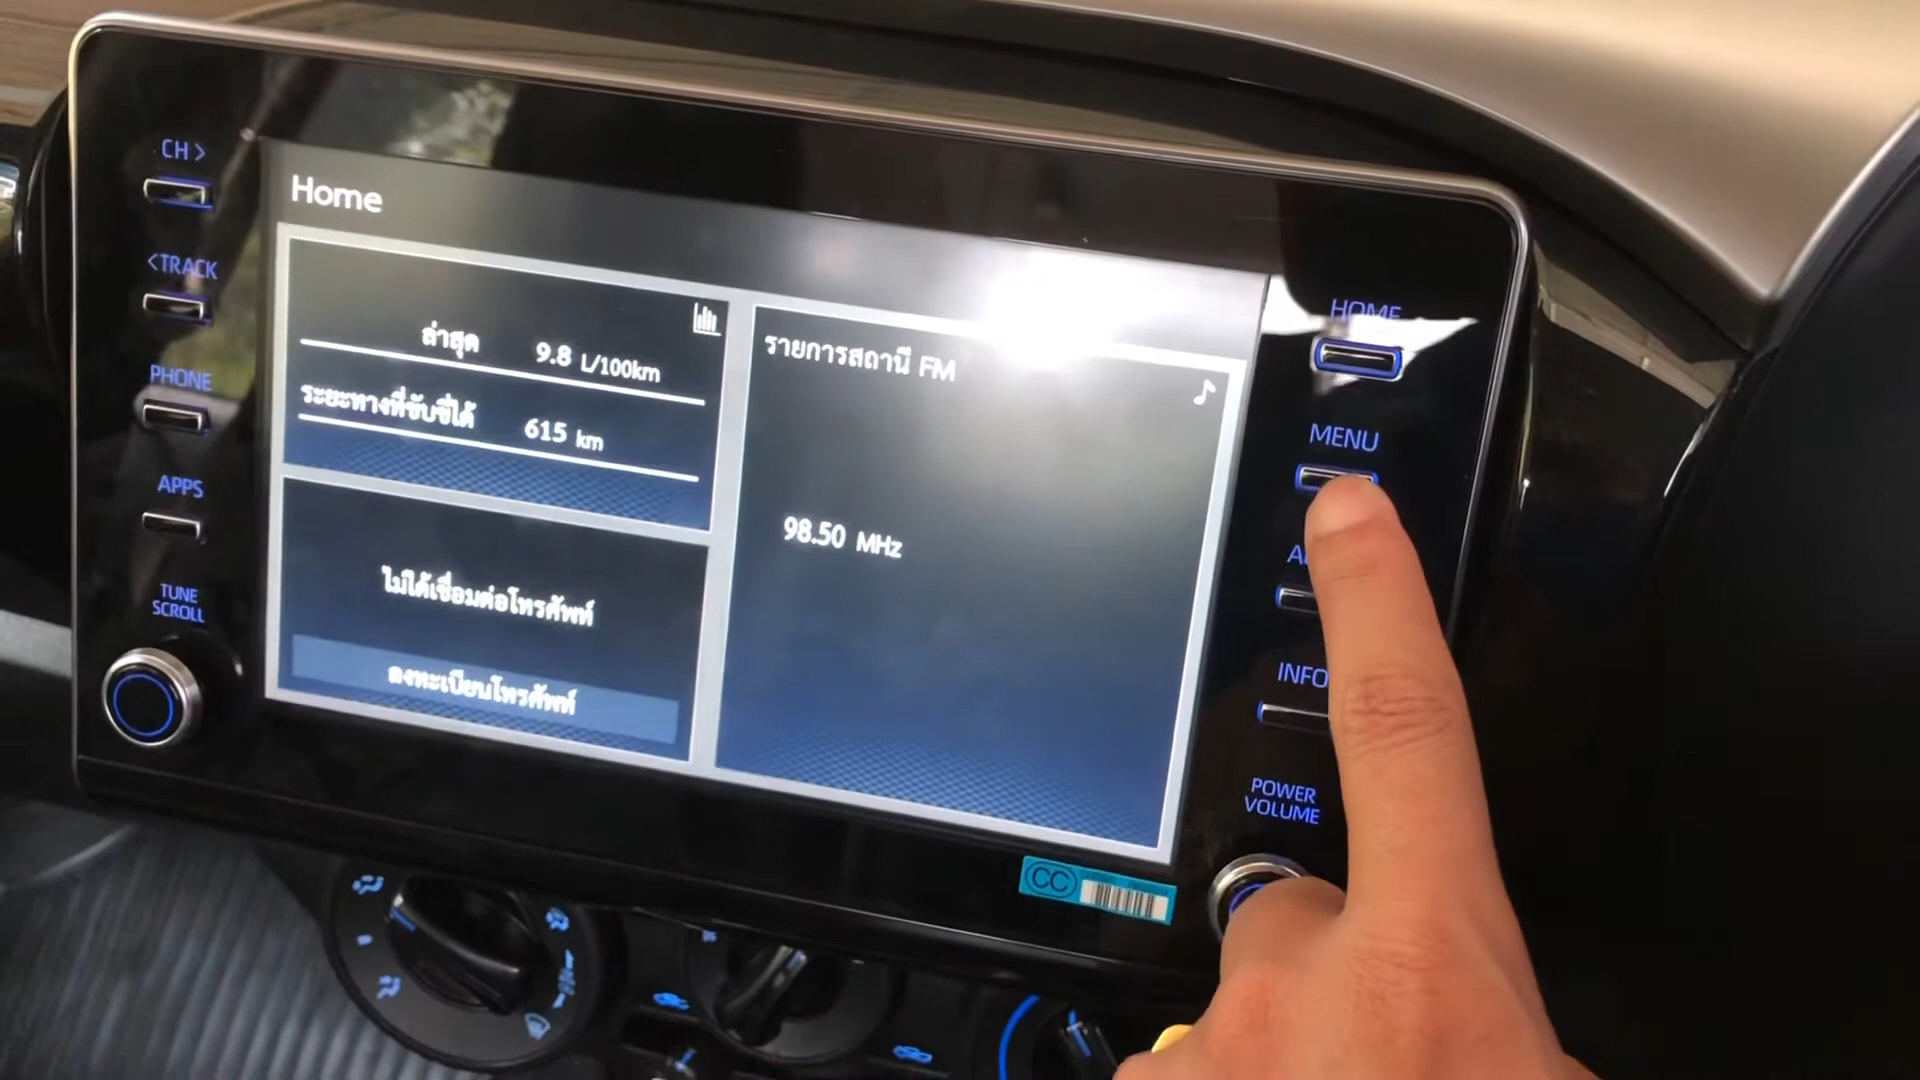 CH >
< TRACK
PHONE
APPS
TUNE
SCROLL
Home
ล่าสุด 9.8 L/100km
ระยะทางที่ขับขี่ได้ 615 km
ไม่ได้เชื่อมต่อโทรศัพท์
ลงทะเบียนโทรศัพท์
รายการสถานี FM
98.50 MHz
HOME
MENU
INFO
POWER
VOLUME
CC